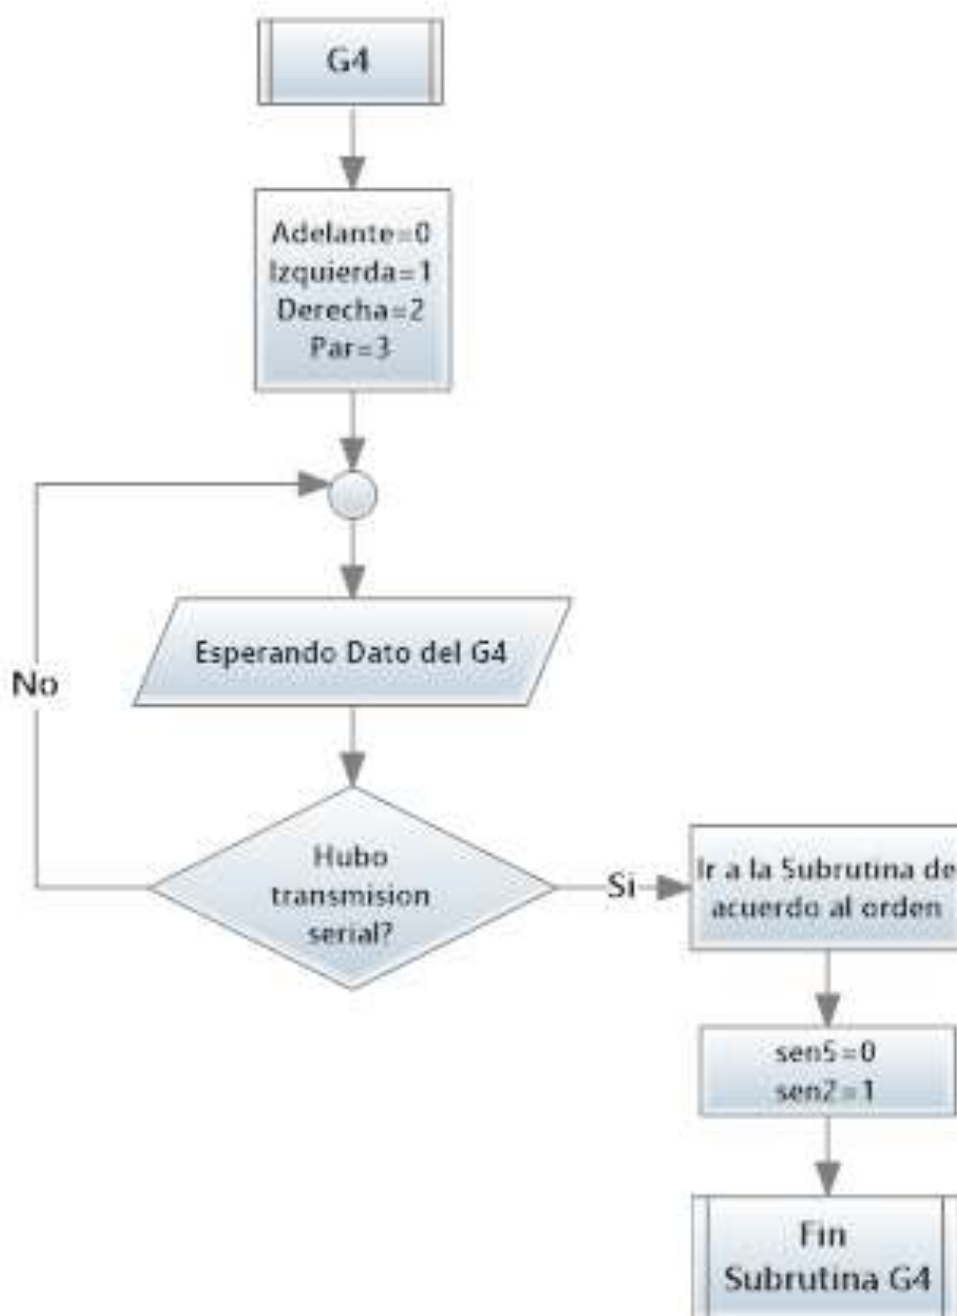 G4
Adelante=0
Izquierda=1
Derecha=2
Par=3
Esperando Dato del G4
No
Hubo
transmision
serial?
Si
Ir a la Subrutina de
acuerdo al orden
sen5=0
sen2=1
Fin
Subrutina G4